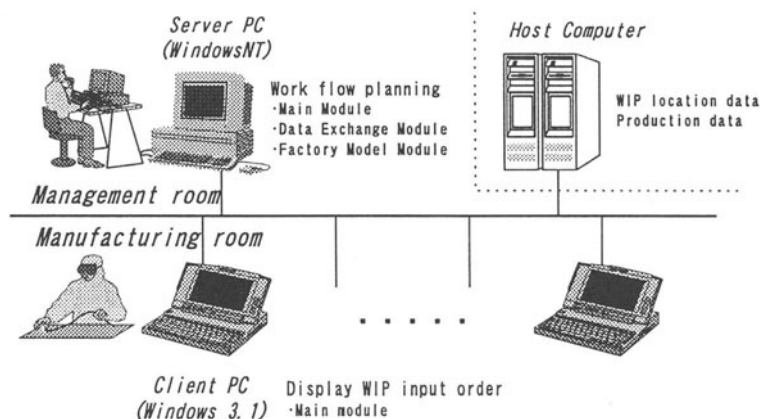 Server PC
(WindowsNT)
Host Computer
Work flow planning
·Main Module
·Data Exchange Module
·Factory Model Module
WIP location data
Production data
Management room
Manufacturing room
Client PC
(Windows 3.1)
Display WIP input order
·Main module